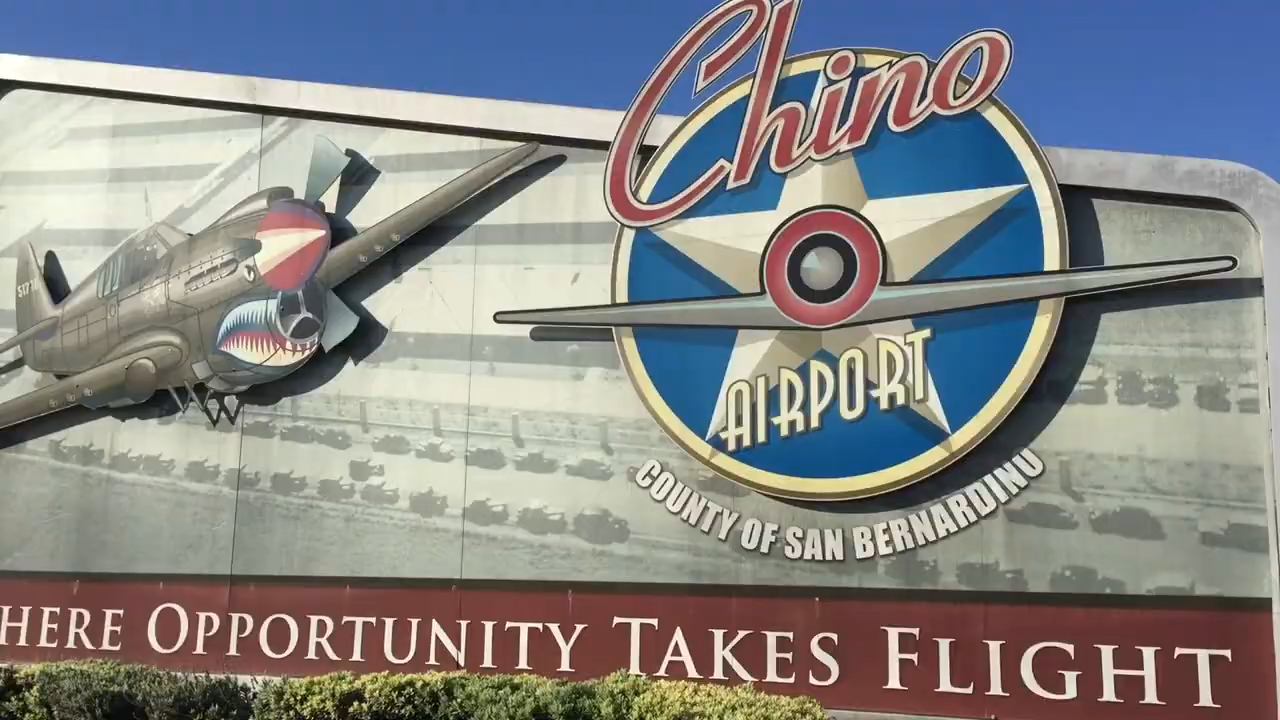 Chino
AIRPORT
COUNTY OF SAN BERNARDINO
HERE OPPORTUNITY TAKES FLIGHT